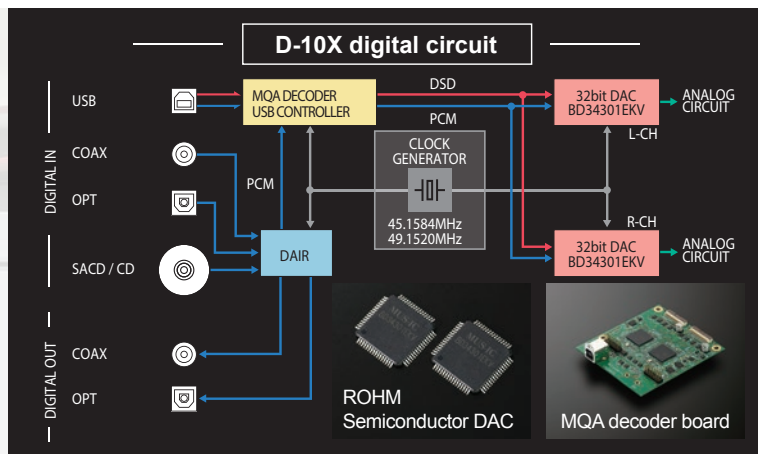 D-10X digital circuit
DIGITAL IN
USB
COAX
OPT
SACD / CD
DIGITAL OUT
COAX
OPT
MQA DECODER
USB CONTROLLER
DSD
PCM
PCM
CLOCK
GENERATOR
45.1584MHz
49.1520MHz
DAIR
32bit DAC
BD34301EKV
L-CH
ANALOG
CIRCUIT
R-CH
32bit DAC
BD34301EKV
ANALOG
CIRCUIT
ROHM
Semiconductor DAC
MQA decoder board